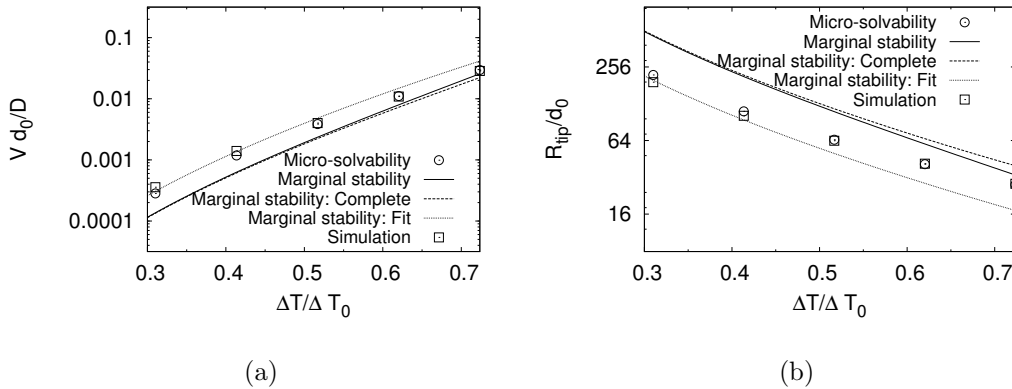 0.1
0.01
0.001
0.0001
V d0/D
0.3 0.4 0.5 0.6 0.7
ΔT/Δ T0
Micro-solvability
Marginal stability
Marginal stability: Complete
Marginal stability: Fit
Simulation
(a)
256
64
16
Rtip/d0
0.3 0.4 0.5 0.6 0.7
ΔT/Δ T0
Micro-solvability
Marginal stability
Marginal stability: Complete
Marginal stability: Fit
Simulation
(b)